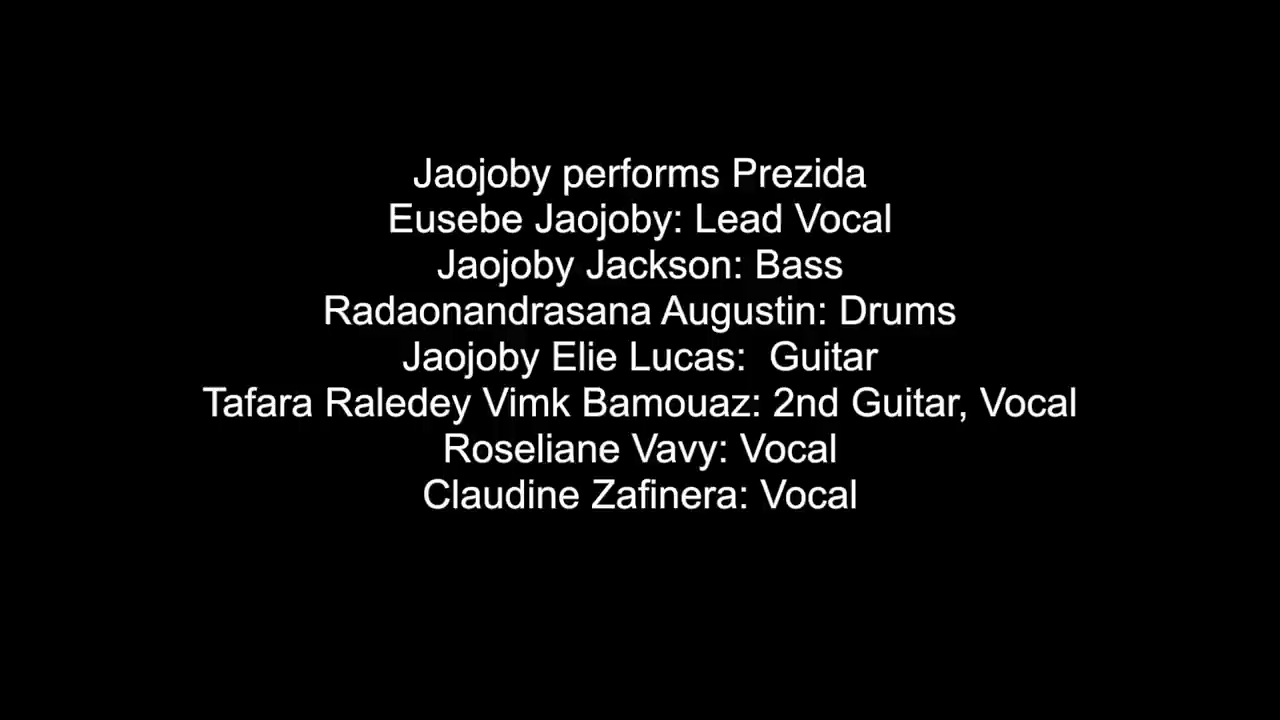 Jaojoby performs Prezida
Eusebe Jaojoby: Lead Vocal
Jaojoby Jackson: Bass
Radaonandrasana Augustin: Drums
Jaojoby Elie Lucas:  Guitar
Tafara Raledey Vimk Bamouaz: 2nd Guitar, Vocal
Roseliane Vavy: Vocal
Claudine Zafinera: Vocal